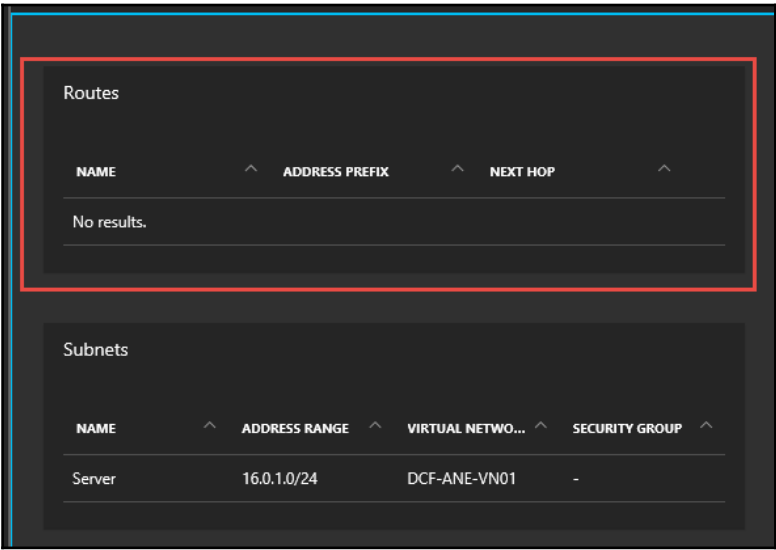 Routes
NAME ADDRESS PREFIX NEXT HOP
No results.
Subnets
NAME ADDRESS RANGE VIRTUAL NETWO... SECURITY GROUP
Server 16.0.1.0/24 DCF-ANE-VN01 -